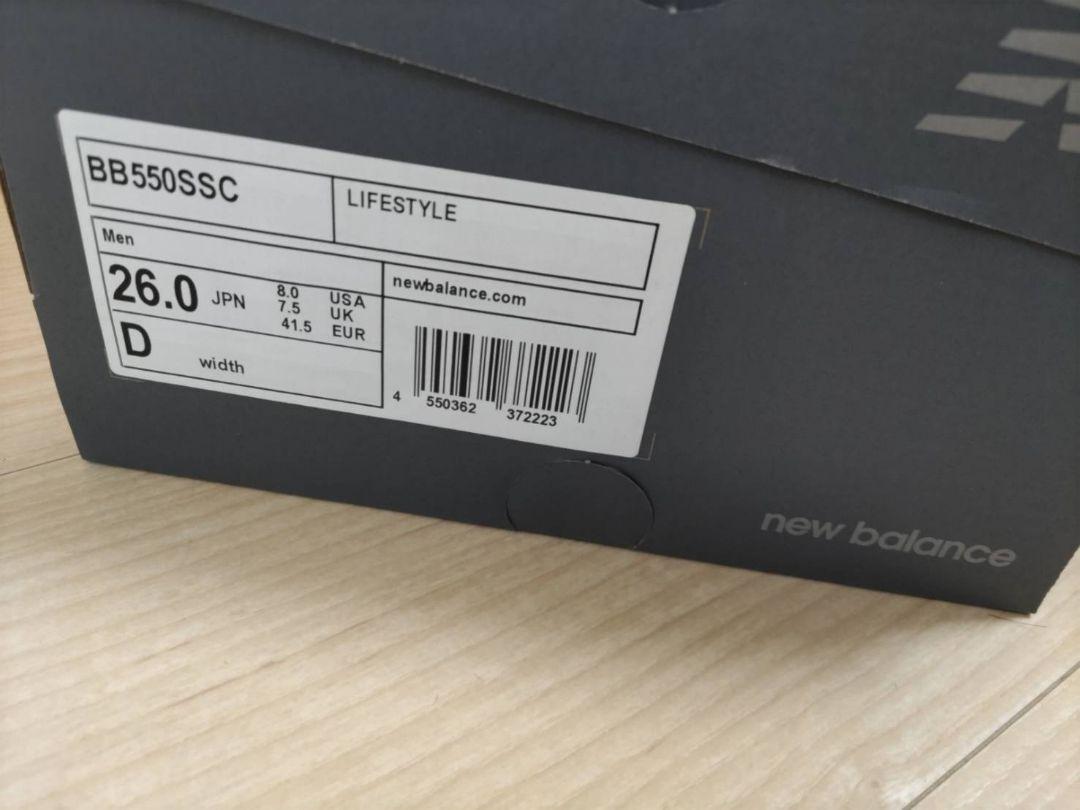 BB550SSC
LIFESTYLE
Men
26.0 JPN
8.0 USA
7.5 UK
41.5 EUR
D width
newbalance.com
4 550362 372223
new balance